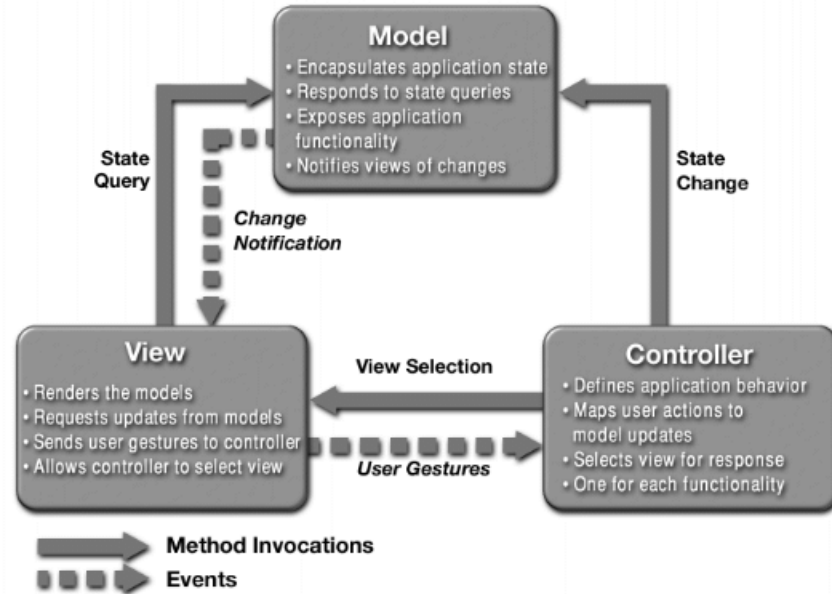 Model
• Encapsulates application state
• Responds to state queries
• Exposes application
functionality
• Notifies views of changes
State
Query
State
Change
Change
Notification
View
• Renders the models
• Requests updates from models
• Sends user gestures to controller
• Allows controller to select view
View Selection
User Gestures
Controller
• Defines application behavior
• Maps user actions to
model updates
• Selects view for response
• One for each functionality
Method Invocations
Events